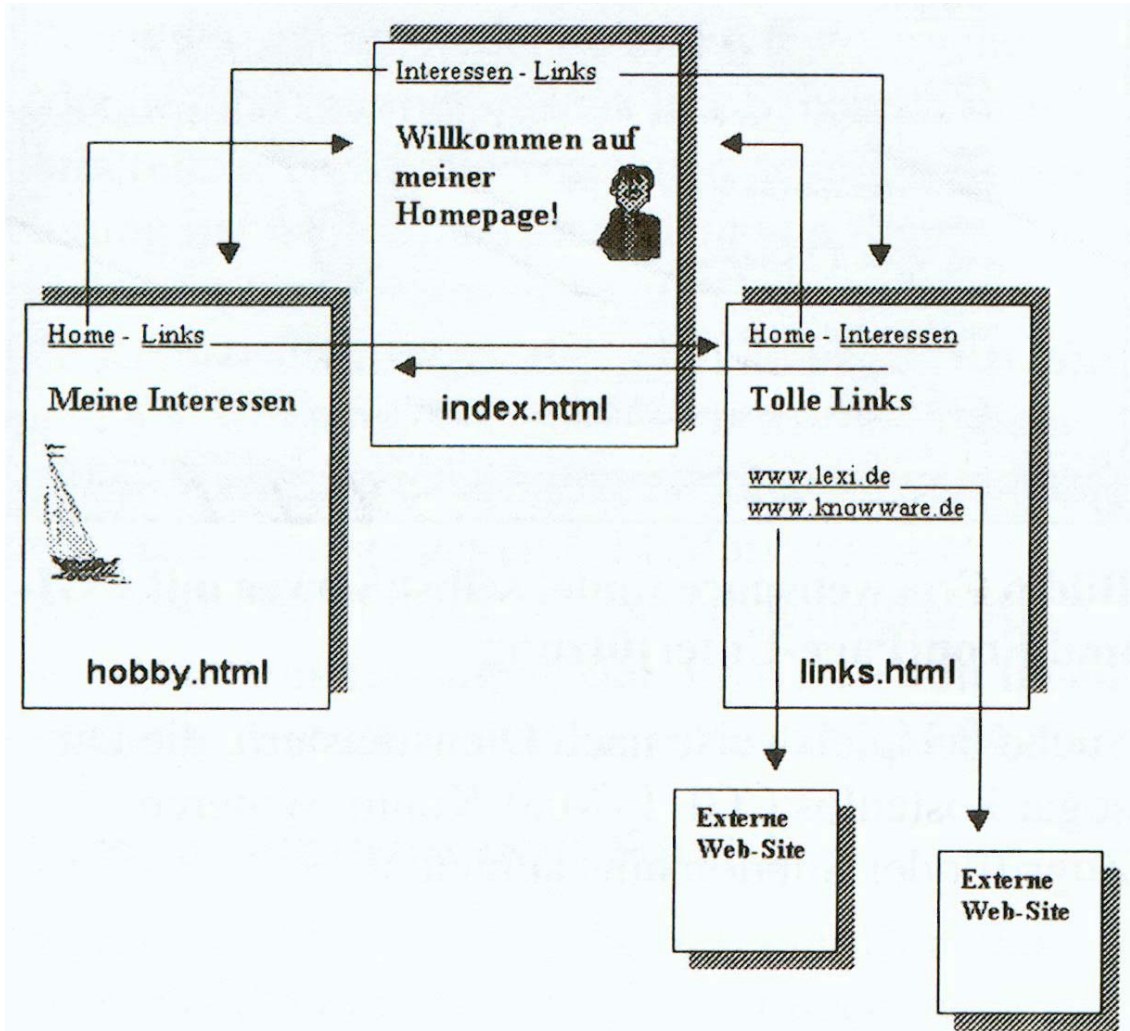 Interessen - Links
Willkommen auf
meiner
Homepage!
index.html
Home - Links
Meine Interessen
hobby.html
Home - Interessen
Tolle Links
www.lexi.de
www.knowware.de
links.html
Externe
Web-Site
Externe
Web-Site